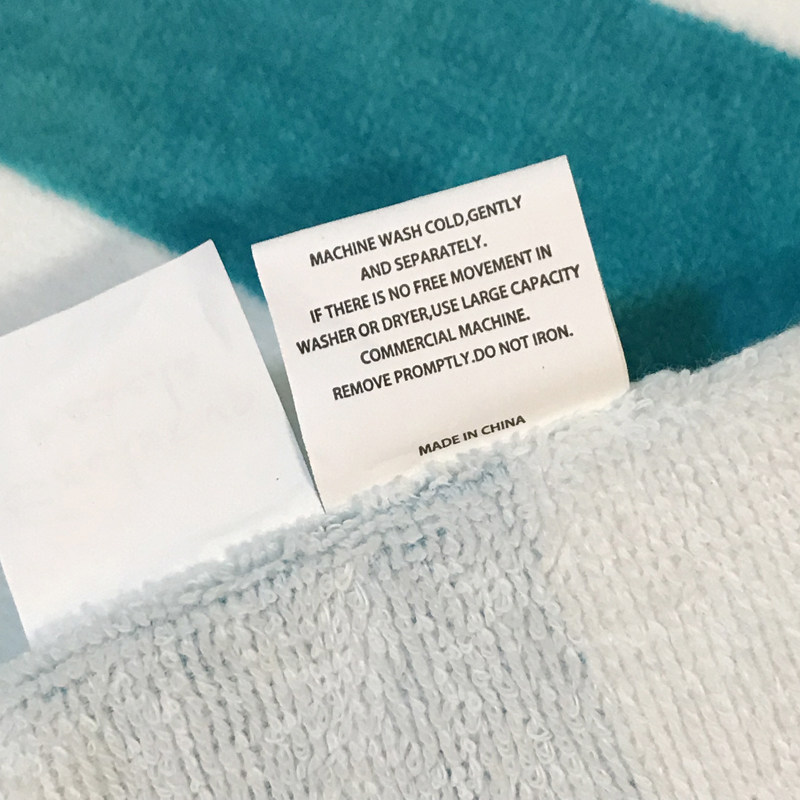 MACHINE WASH COLD,GENTLY
AND SEPARATELY.
IF THERE IS NO FREE MOVEMENT IN
WASHER OR DRYER,USE LARGE CAPACITY
COMMERCIAL MACHINE.
REMOVE PROMPTLY.DO NOT IRON.
MADE IN CHINA